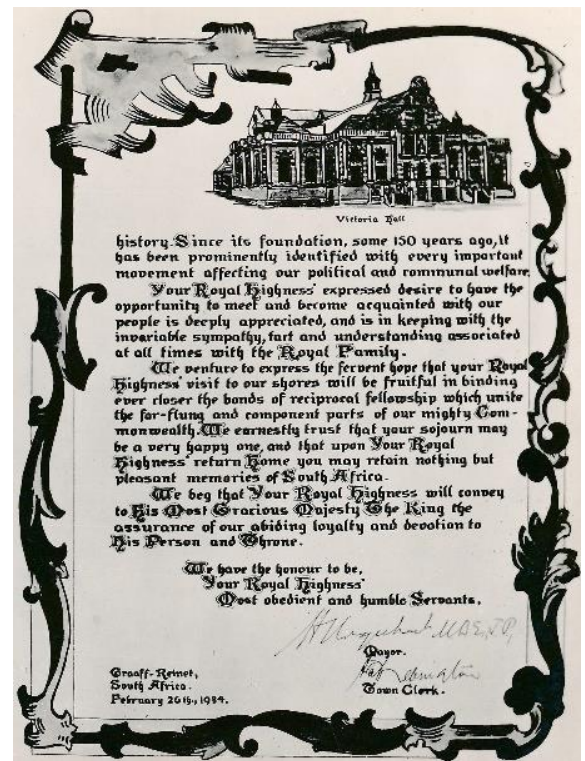 Victoria Hall
history. Since its foundation, some 150 years ago, it
has been prominently identified with every important
movement affecting our political and communal welfare.
Your Royal Highness' expressed desire to have the
opportunity to meet and become acquainted with our
people is deeply appreciated, and is in keeping with the
invariable sympathy, tact and understanding associated
at all times with the Royal Family.
We venture to express the fervent hope that your Royal
Highness' visit to our shores will be fruitful in binding
ever closer the bonds of reciprocal fellowship which unite
the far-flung and component parts of our mighty Com-
monwealth. We earnestly trust that your sojourn may
be a very happy one, and that upon Your Royal
Highness' return Home you may retain nothing but
pleasant memories of South Africa.
We beg that Your Royal Highness will convey
to His Most Gracious Majesty The King the
assurance of our abiding loyalty and devotion to
His Person and Throne.
We have the honour to be,
Your Royal Highness'
Most obedient and humble Servants,
M.B.E., J.P.,
Mayor.
Graaff-Reinet,
South Africa.
Town Clerk.
February 26th., 1934.